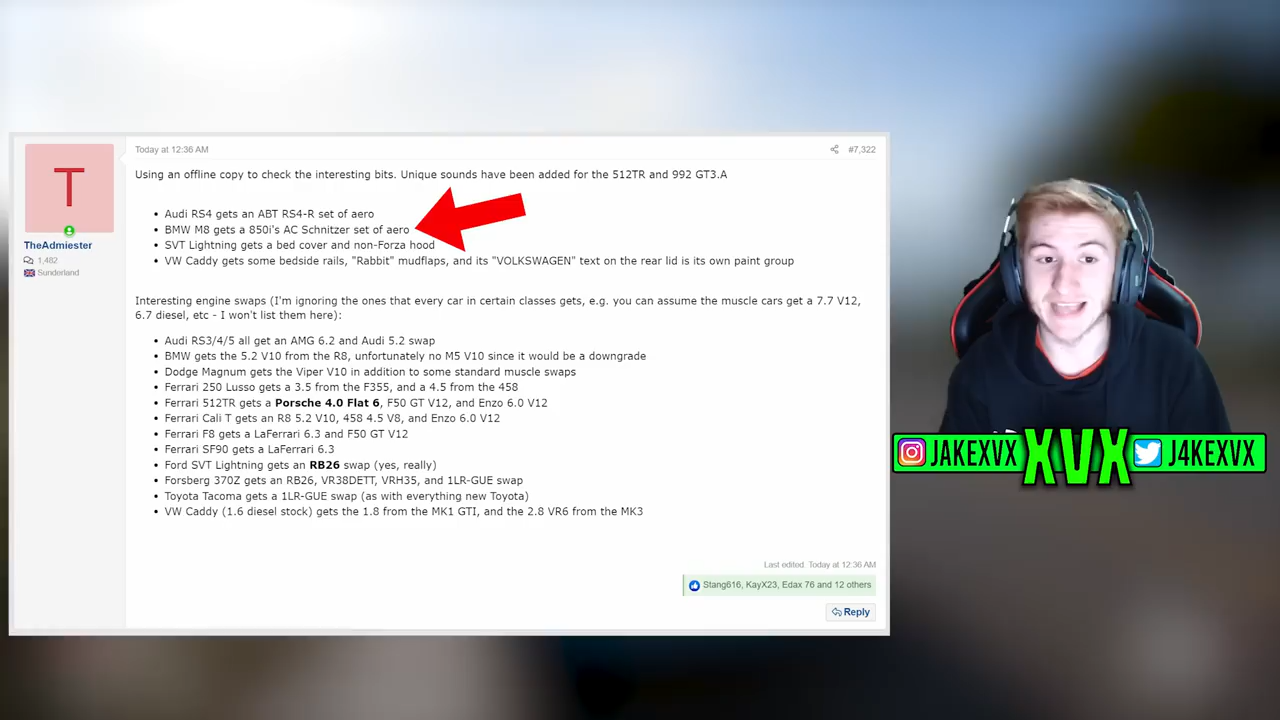 Today at 12:36 AM
#7,322
T
TheAdmiester
1,482
Sunderland
Using an offline copy to check the interesting bits. Unique sounds have been added for the 512TR and 992 GT3.A
• Audi RS4 gets an ABT RS4-R set of aero
• BMW M8 gets a 850i's AC Schnitzer set of aero
• SVT Lightning gets a bed cover and non-Forza hood
• VW Caddy gets some bedside rails, "Rabbit" mudflaps, and its "VOLKSWAGEN" text on the rear lid is its own paint group
Interesting engine swaps (I'm ignoring the ones that every car in certain classes gets, e.g. you can assume the muscle cars get a 7.7 V12,
6.7 diesel, etc - I won't list them here):
• Audi RS3/4/5 all get an AMG 6.2 and Audi 5.2 swap
• BMW gets the 5.2 V10 from the R8, unfortunately no M5 V10 since it would be a downgrade
• Dodge Magnum gets the Viper V10 in addition to some standard muscle swaps
• Ferrari 250 Lusso gets a 3.5 from the F355, and a 4.5 from the 458
• Ferrari 512TR gets a Porsche 4.0 Flat 6, F50 GT V12, and Enzo 6.0 V12
• Ferrari Cali T gets an R8 5.2 V10, 458 4.5 V8, and Enzo 6.0 V12
• Ferrari F8 gets a LaFerrari 6.3 and F50 GT V12
• Ferrari SF90 gets a LaFerrari 6.3
• Ford SVT Lightning gets an RB26 swap (yes, really)
• Forsberg 370Z gets an RB26, VR38DETT, VRH35, and 1LR-GUE swap
• Toyota Tacoma gets a 1LR-GUE swap (as with everything new Toyota)
• VW Caddy (1.6 diesel stock) gets the 1.8 from the MK1 GTI, and the 2.8 VR6 from the MK3
Last edited: Today at 12:36 AM
Stang616, KayX23, Edax 76 and 12 others
Reply
JAKEXVX XVX J4KEXVX